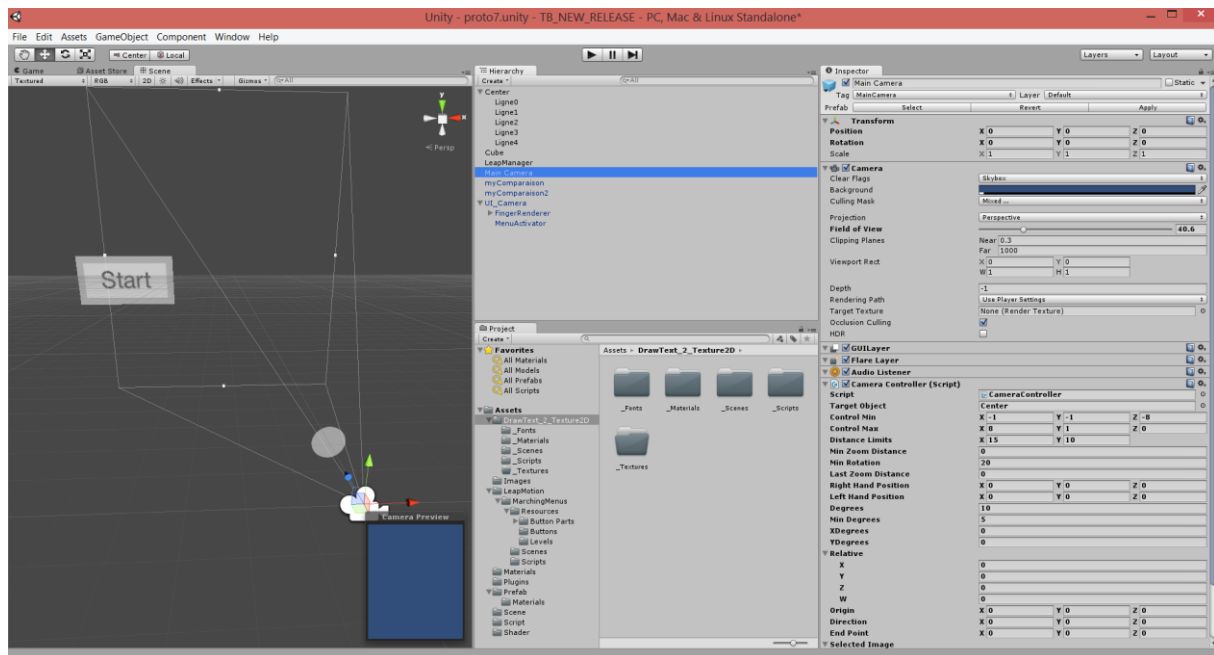 Unity - proto7.unity - TB_NEW_RELEASE - PC, Mac & Linux Standalone*
File Edit Assets GameObject Component Window Help
Center Local
Layers Layout
Game Asset Store Scene
Textured RGB 2D Effects Gizmos All
y
x
Persp
Start
Camera Preview
Hierarchy
Create All
Center
Ligne0
Ligne1
Ligne2
Ligne3
Ligne4
Cube
LeapManager
Main Camera
myComparaison
myComparaison2
UI_Camera
FingerRenderer
MenuActivator
Project
Create
Favorites
All Materials
All Models
All Prefabs
All Scripts
Assets
DrawText_2_Texture2D
_Fonts
_Materials
_Scenes
_Scripts
_Textures
Images
LeapMotion
MarchingMenus
Resources
Button Parts
Buttons
Levels
Scenes
Scripts
Materials
Plugins
Prefab
Materials
Scene
Script
Shader
Assets DrawText_2_Texture2D
_Fonts _Materials _Scenes _Scripts
_Textures
Inspector
Main Camera Static
Tag MainCamera Layer Default
Prefab Select Revert Apply
Transform
Position X 0 Y 0 Z 0
Rotation X 0 Y 0 Z 0
Scale X 1 Y 1 Z 1
Camera
Clear Flags Skybox
Background
Culling Mask Mixed ...
Projection Perspective
Field of View 40.6
Clipping Planes Near 0.3
Far 1000
Viewport Rect X 0 Y 0
W 1 H 1
Depth -1
Rendering Path Use Player Settings
Target Texture None (Render Texture)
Occlusion Culling
HDR
GUILayer
Flare Layer
Audio Listener
Camera Controller (Script)
Script CameraController
Target Object Center
Control Min X -1 Y -1 Z -8
Control Max X 8 Y 1 Z 0
Distance Limits X 15 Y 10
Min Zoom Distance 0
Min Rotation 20
Last Zoom Distance 0
Right Hand Position X 0 Y 0 Z 0
Left Hand Position X 0 Y 0 Z 0
Degrees 10
Min Degrees 5
XDegrees 0
YDegrees 0
Relative
X 0
Y 0
Z 0
W 0
Origin X 0 Y 0 Z 0
Direction X 0 Y 0 Z 0
End Point X 0 Y 0 Z 0
Selected Image